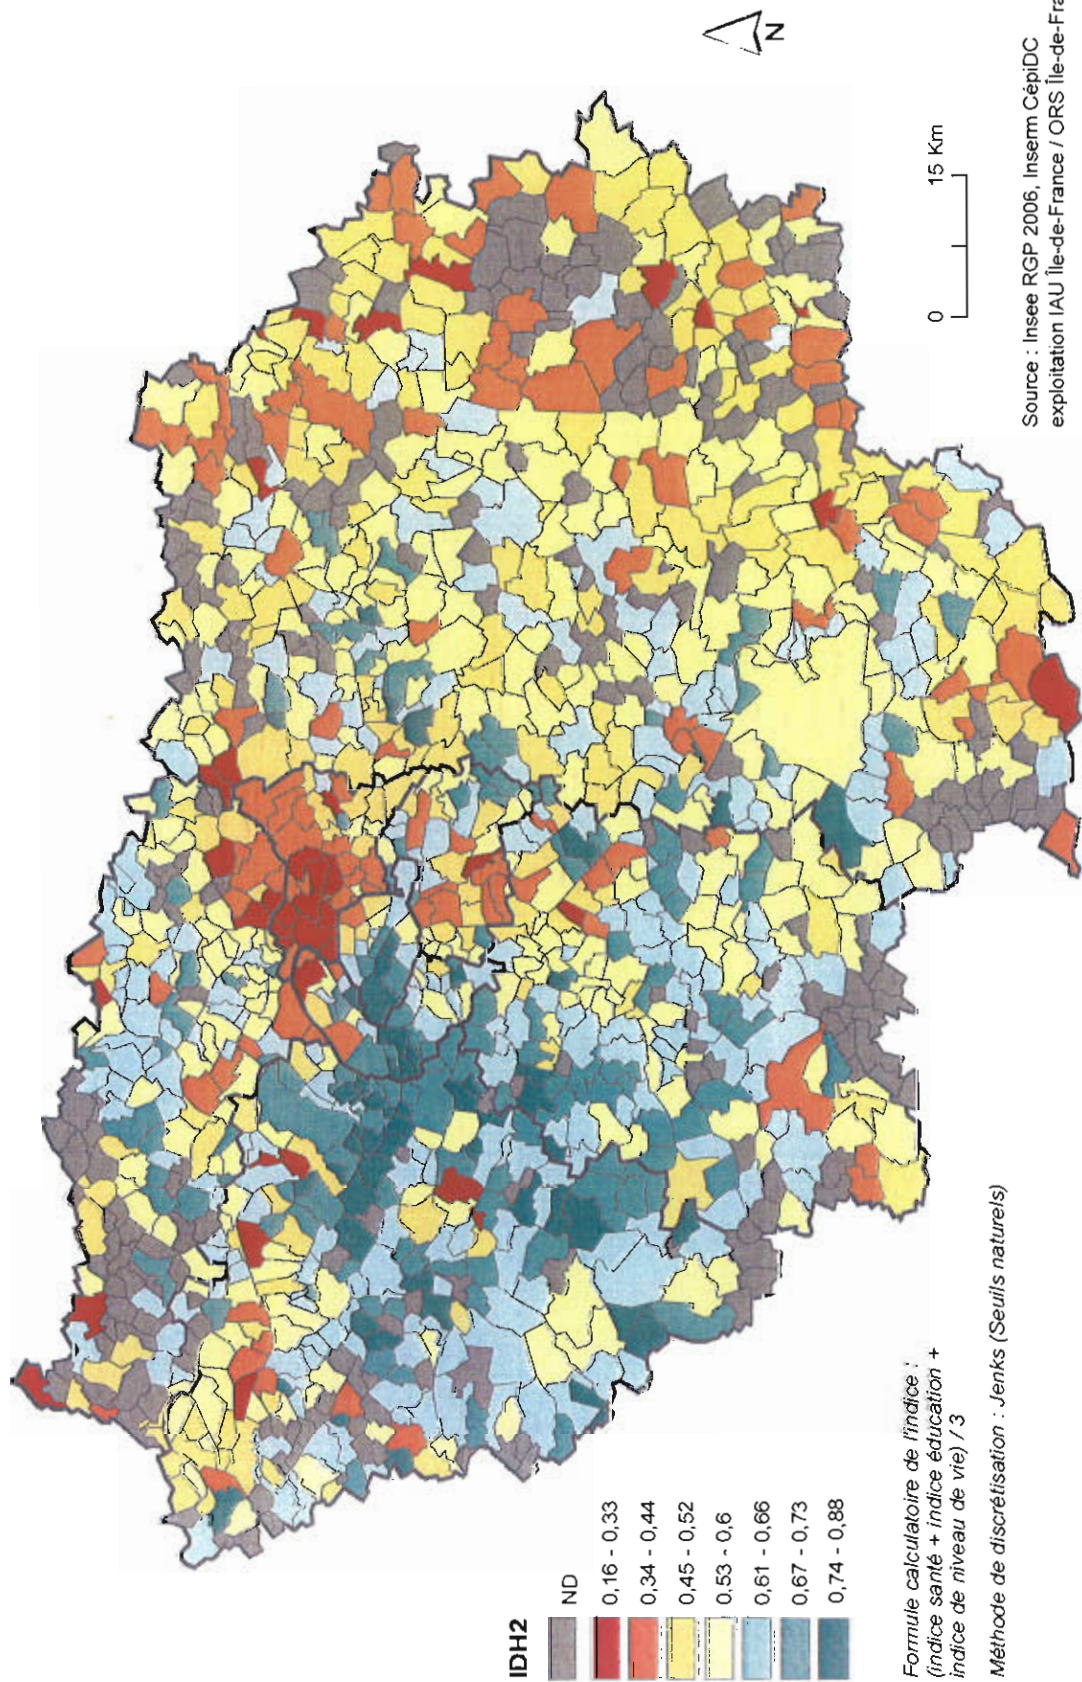 N
0
15 Km
Source : Insee RGP 2006, Inserm CépiDC
exploitation IAU Île-de-France / ORS Île-de-Fra
IDH2
ND
0,16 - 0,33
0,34 - 0,44
0,45 - 0,52
0,53 - 0,6
0,61 - 0,66
0,67 - 0,73
0,74 - 0,88
Formule calculatoire de l'indice :
(indice santé + indice éducation +
indice de niveau de vie) / 3
Méthode de discrétisation : Jenks (Seuils naturels)